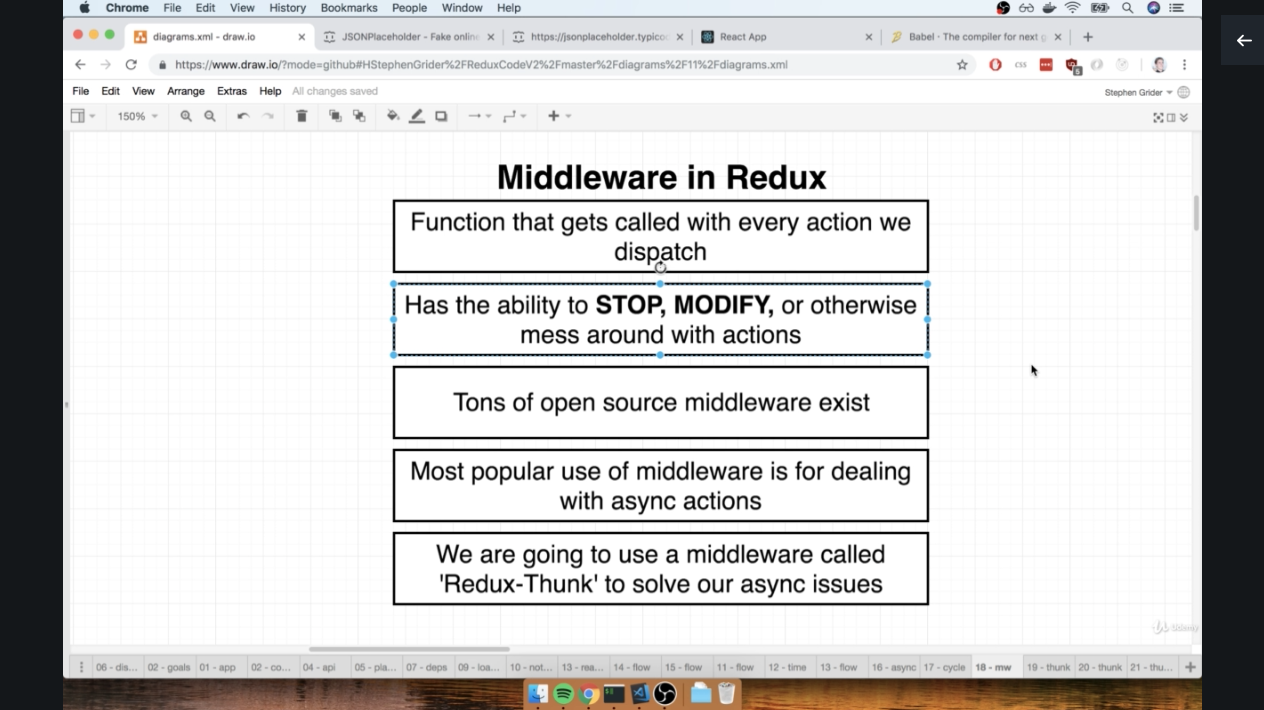 Chrome File Edit View History Bookmarks People Window Help
diagrams.xml - draw.io
JSONPlaceholder - Fake online
https://jsonplaceholder.typico
React App
Babel · The compiler for next g
https://www.draw.io/?mode=github#HStephenGrider%2FReduxCodeV2%2Fmaster%2Fdiagrams%2F11%2Fdiagrams.xml
File Edit View Arrange Extras Help All changes saved
Stephen Grider
150%
Middleware in Redux
Function that gets called with every action we
dispatch
Has the ability to STOP, MODIFY, or otherwise
mess around with actions
Tons of open source middleware exist
Most popular use of middleware is for dealing
with async actions
We are going to use a middleware called
'Redux-Thunk' to solve our async issues
Udemy
06 - dis... 02 - goals 01 - app 02 - co... 04 - api 05 - pla... 07 - deps 09 - loa... 10 - not... 13 - rea... 14 - flow 15 - flow 11 - flow 12 - time 13 - flow 16 - async 17 - cycle 18 - mw 19 - thunk 20 - thunk 21 - thu...